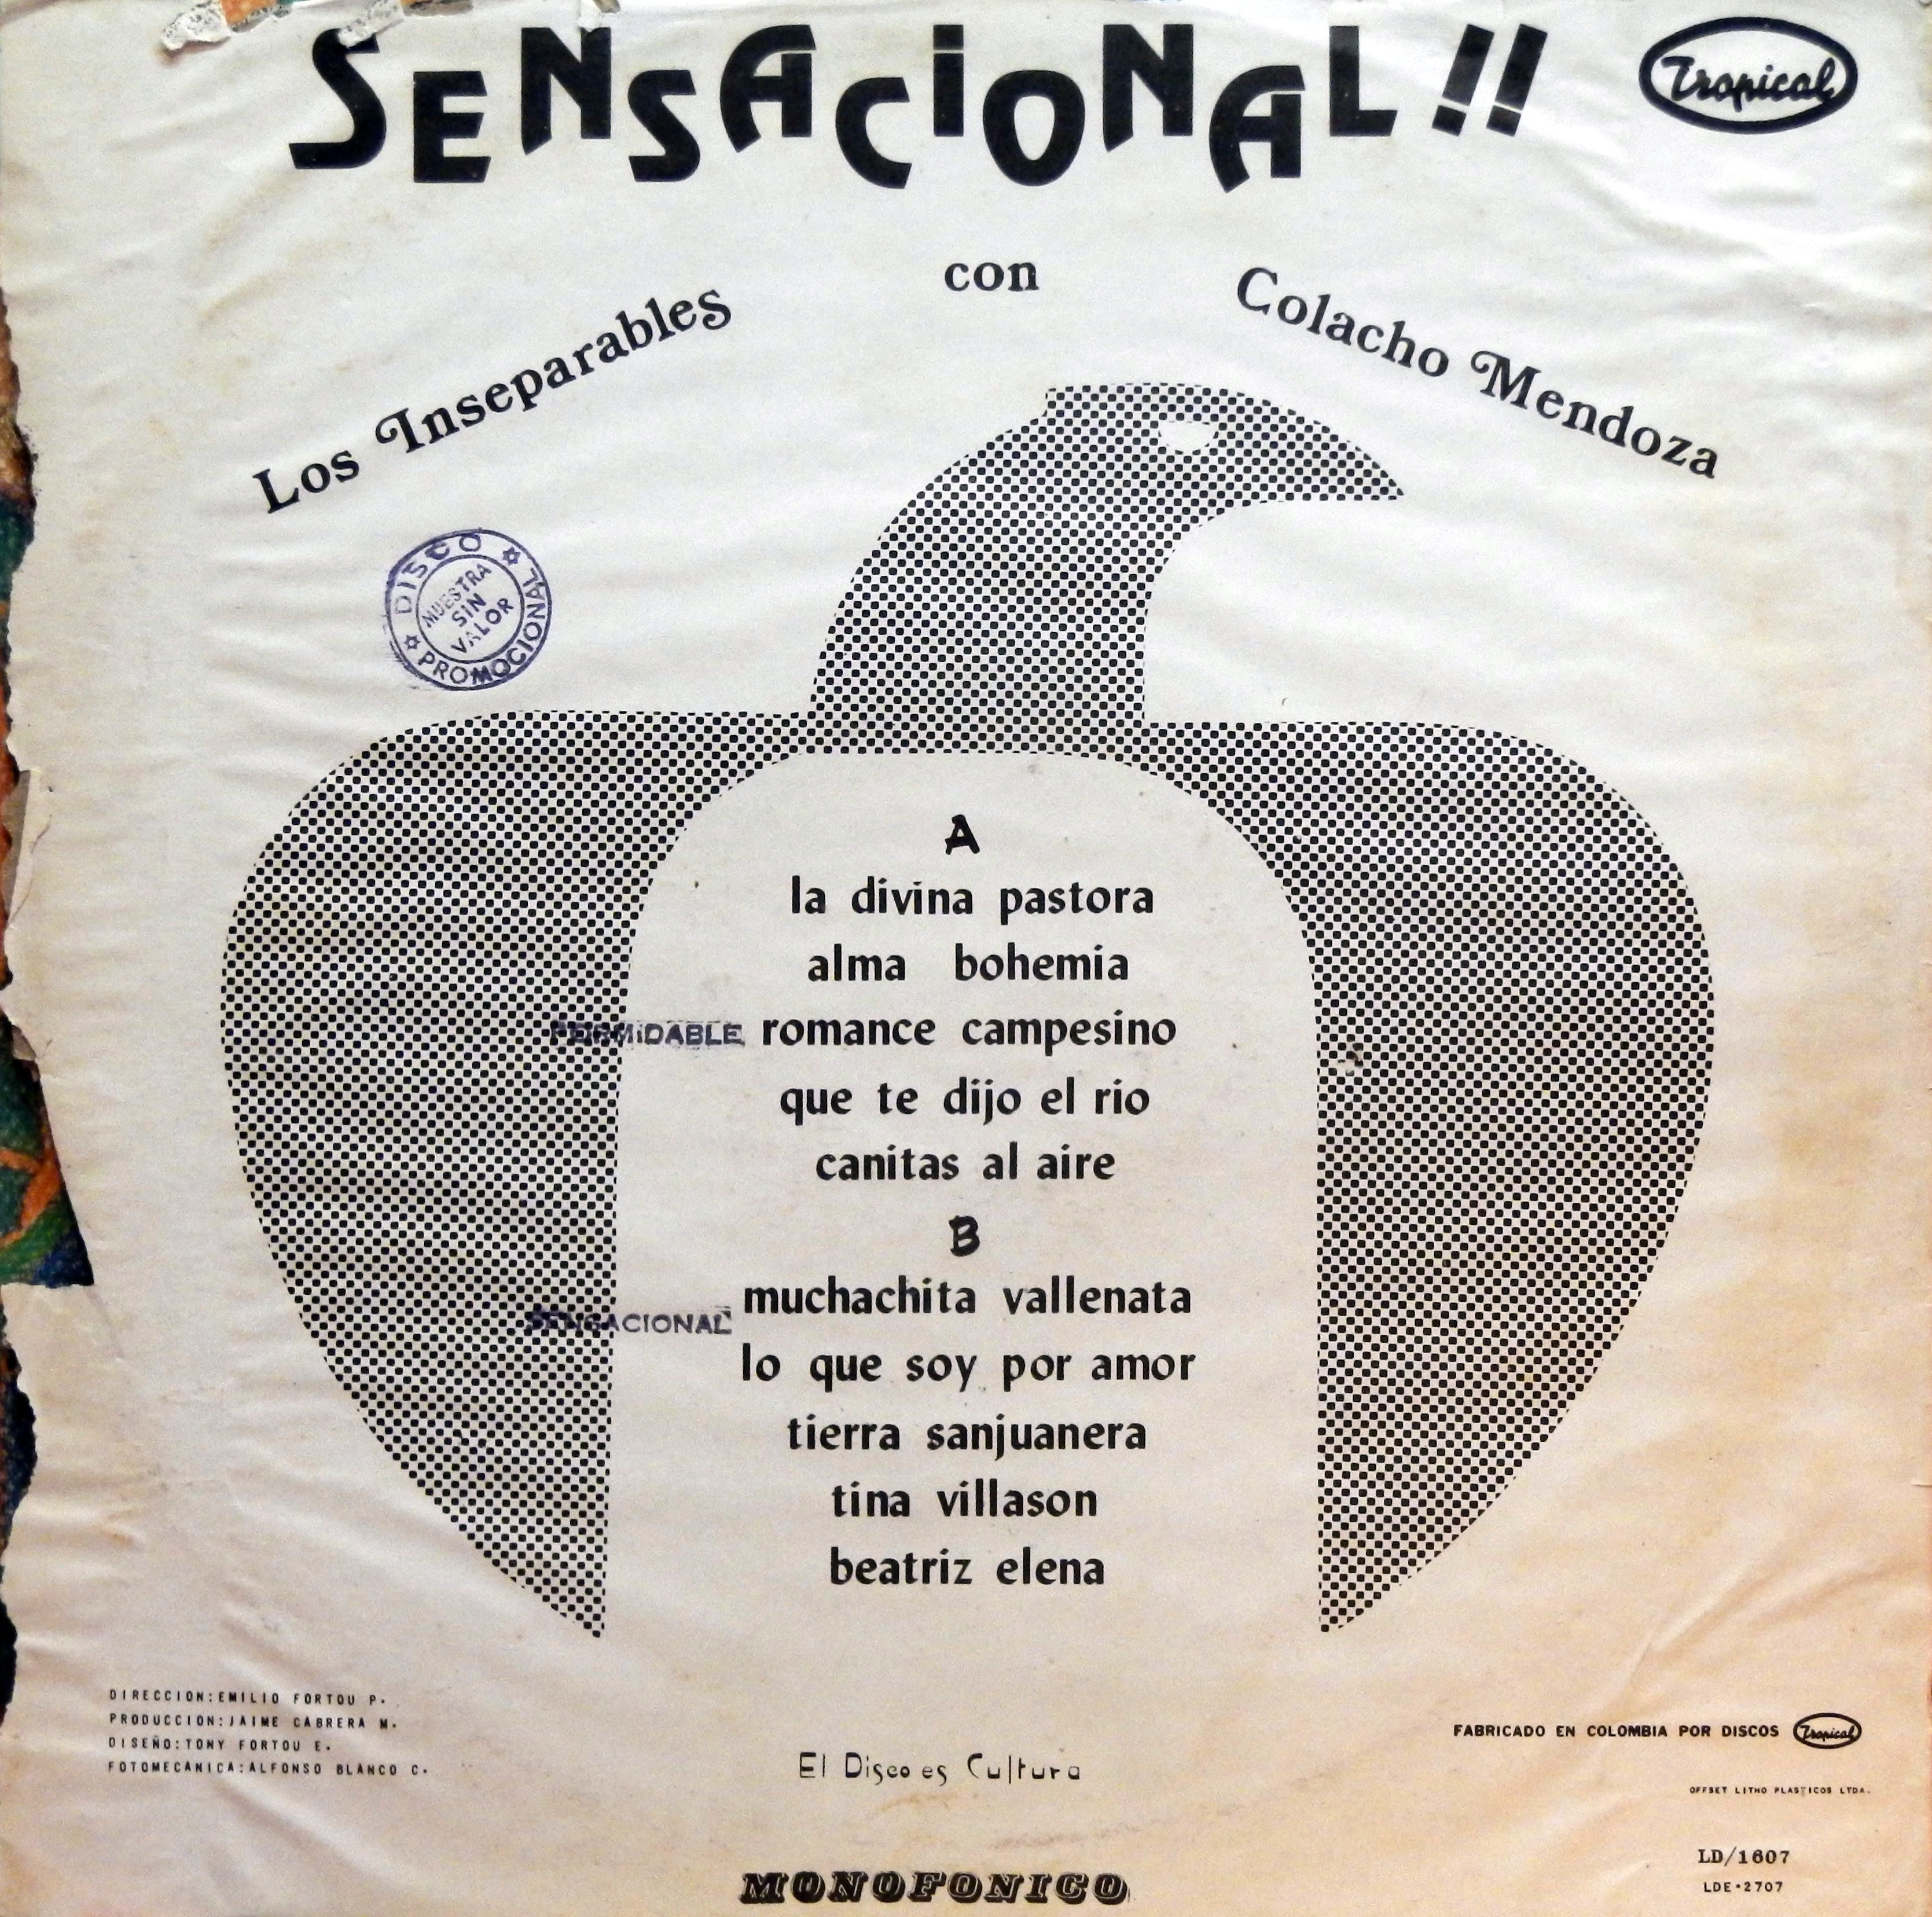 SENSACIONAL!!
Tropical
con
Los Inseparables
Colacho Mendoza
DISCO
MUESTRA
SIN
VALOR
PROMOCIONAL
A
la divina pastora
alma bohemia
romance campesino
que te dijo el rio
canitas al aire
B
muchachita vallenata
SENSACIONAL
lo que soy por amor
tierra sanjuanera
tina villason
beatriz elena
DIRECCION:EMILIO FORTOU P.
PRODUCCION:JAIME CABRERA M.
DISEÑO:TONY FORTOU E.
FOTOMECANICA:ALFONSO BLANCO C.
El Disco es Cultura
FABRICADO EN COLOMBIA POR DISCOS Tropical
OFFSET LITHO PLASTICOS LTDA.
LD/1607
LDE·2707
MONOFONICO